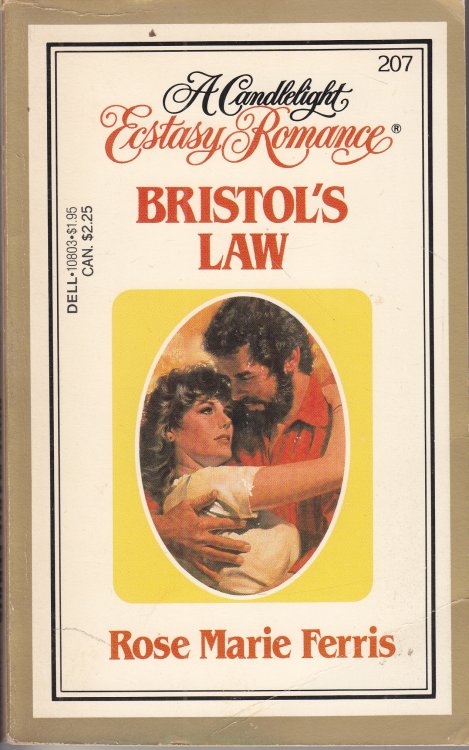 207
A Candlelight
Ecstasy Romance®
BRISTOL'S
LAW
DELL•10803•$1.95
CAN. $2.25
Rose Marie Ferris